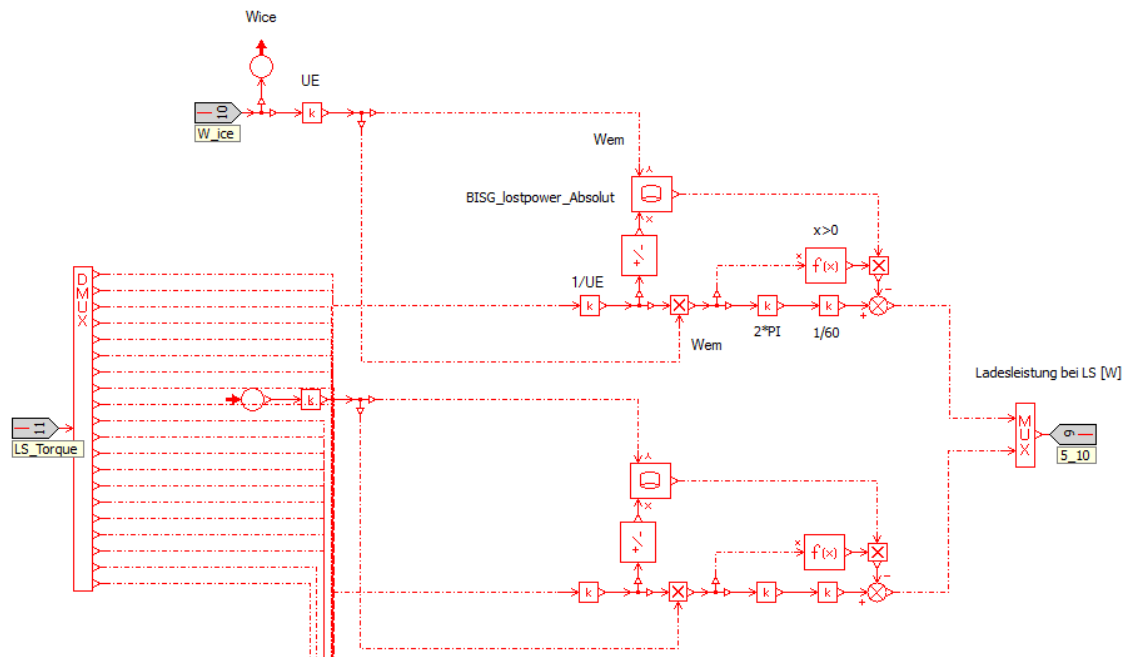 Wice
UE
10
W_ice
k
Wem
Y
BISG_lostpower_Absolut
x
x>0
x
f(x)
1/UE
-
+
k
k
k
+
-
2*PI
1/60
Wem
DMUX
Ladesleistung bei LS [W]
k
11
LS_Torque
MUX
9
5_10
Y
x
-
+
x
f(x)
k
k
k
+
-